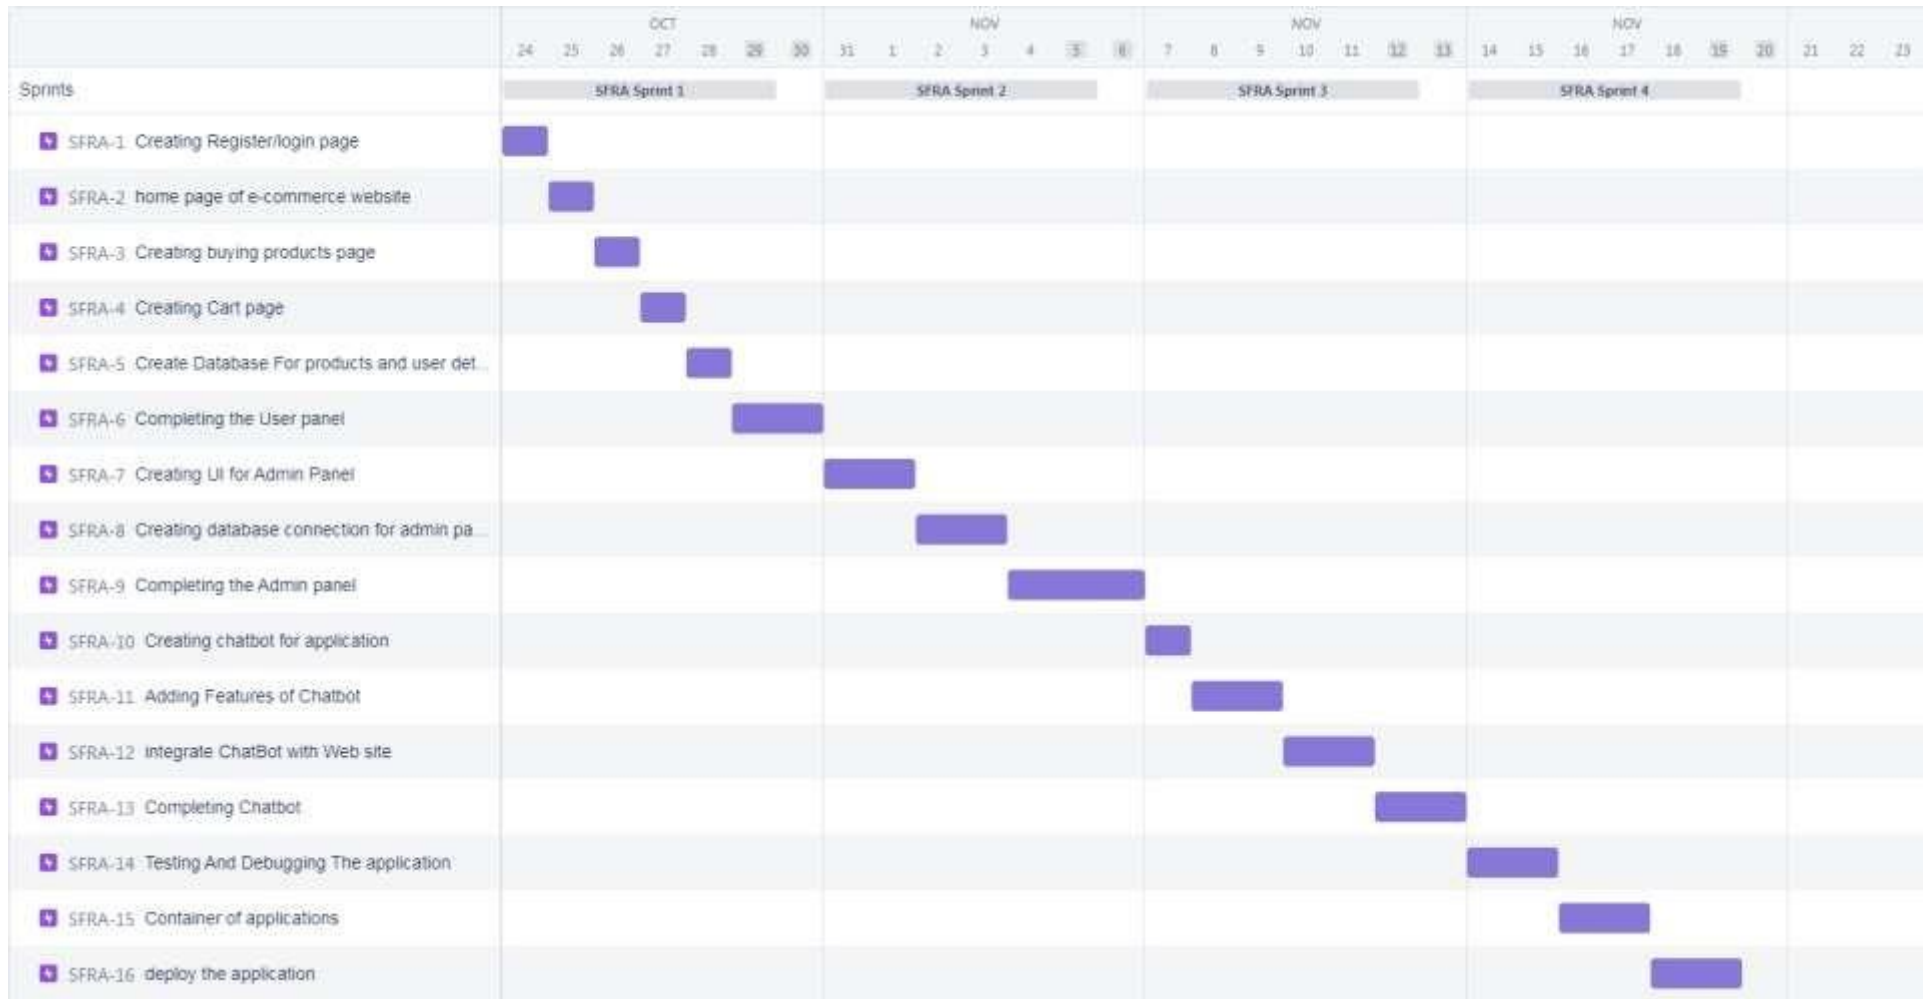 OCT NOV NOV NOV
24 25 26 27 28 29 30 31 1 2 3 4 5 6 7 8 9 10 11 12 13 14 15 16 17 18 19 20 21 22 23
Sprints SFRA Sprint 1 SFRA Sprint 2 SFRA Sprint 3 SFRA Sprint 4
SFRA-1 Creating Register/login page
SFRA-2 home page of e-commerce website
SFRA-3 Creating buying products page
SFRA-4 Creating Cart page
SFRA-5 Create Database For products and user det...
SFRA-6 Completing the User panel
SFRA-7 Creating UI for Admin Panel
SFRA-8 Creating database connection for admin pa...
SFRA-9 Completing the Admin panel
SFRA-10 Creating chatbot for application
SFRA-11 Adding Features of Chatbot
SFRA-12 integrate ChatBot with Web site
SFRA-13 Completing Chatbot
SFRA-14 Testing And Debugging The application
SFRA-15 Container of applications
SFRA-16 deploy the application